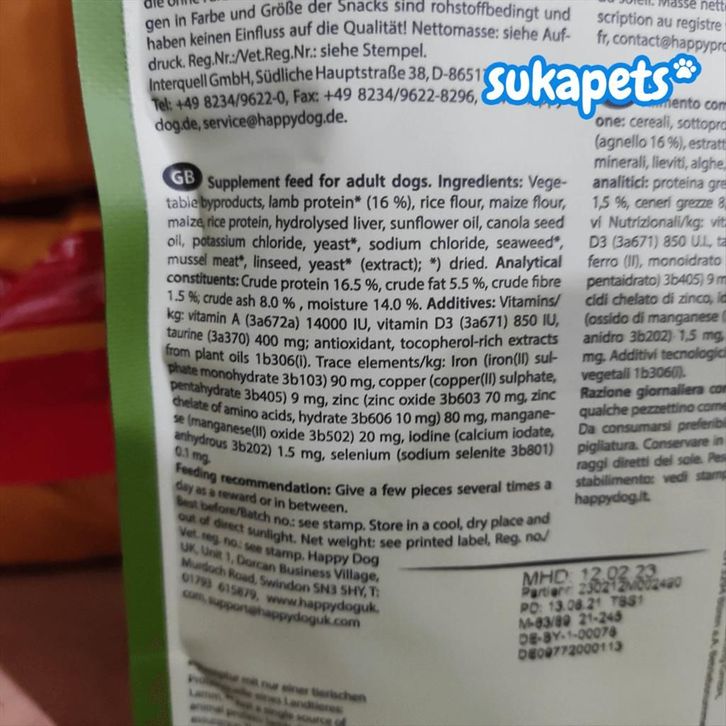 gen in Farbe und Größe der Snacks sind rohstoffbedingt und
haben keinen Einfluss auf die Qualität! Nettomasse: siehe Auf-
druck. Reg.Nr.:/Vet.Reg.Nr.: siehe Stempel.
Interquell GmbH, Südliche Hauptstraße 38, D-8651
Tel: +49 8234/9622-0, Fax: +49 8234/9622-8296,
dog.de, service@happydog.de.
sukapets
GB Supplement feed for adult dogs. Ingredients: Vege-
table byproducts, lamb protein* (16 %), rice flour, maize flour,
maize, rice protein, hydrolysed liver, sunflower oil, canola seed
oil, potassium chloride, yeast*, sodium chloride, seaweed*,
mussel meat*, linseed, yeast* (extract); *) dried. Analytical
constituents: Crude protein 16.5 %, crude fat 5.5 %, crude fibre
1.5 %, crude ash 8.0 % , moisture 14.0 %. Additives: Vitamins/
kg: vitamin A (3a672a) 14000 IU, vitamin D3 (3a671) 850 IU,
taurine (3a370) 400 mg; antioxidant, tocopherol-rich extracts
from plant oils 1b306(i). Trace elements/kg: Iron (iron(II) sul-
phate monohydrate 3b103) 90 mg, copper (copper(II) sulphate,
pentahydrate 3b405) 9 mg, zinc (zinc oxide 3b603 70 mg, zinc
chelate of amino acids, hydrate 3b606 10 mg) 80 mg, mangane-
se (manganese(II) oxide 3b502) 20 mg, iodine (calcium iodate,
anhydrous 3b202) 1.5 mg, selenium (sodium selenite 3b801)
0.1 mg.
Feeding recommendation: Give a few pieces several times a
day as a reward or in between.
Best before/Batch no.: see stamp. Store in a cool, dry place and
out of direct sunlight. Net weight: see printed label, Reg. no./
Vet. reg. no.: see stamp. Happy Dog
UK, Unit 1, Dorcan Business Village,
Murdoch Road, Swindon SN3 5HY, T:
01793 615879, www.happydoguk.
com, support@happydoguk.com
MHD: 12.02.23
PD: 13.08.21 TSS1
M-83/89 21-245
DE-BY-1-00078
DE09772000113
scription au registre
fr, contact@happypro
mento com
one: cereali, sottopro
(agnello 16 %), estratt
minerali, lieviti, alghe,
analitici: proteina gre
1,5 %, ceneri grezze 8,
vi Nutrizionali/kg: vit
D3 (3a671) 850 U.I., ta
ferro (II), monoidrato
pentaidrato) 3b405) 9 m
cidi chelato di zinco, i
(ossido di manganese (
anidro 3b202) 1,5 mg,
mg. Additivi tecnologici
vegetali 1b306(i).
Razione giornaliera con
qualche pezzettino come
Da consumarsi preferibi
pigliatura. Conservare in
raggi diretti del sole. Pes
stabilimento: vedi stamp
happydog.it.